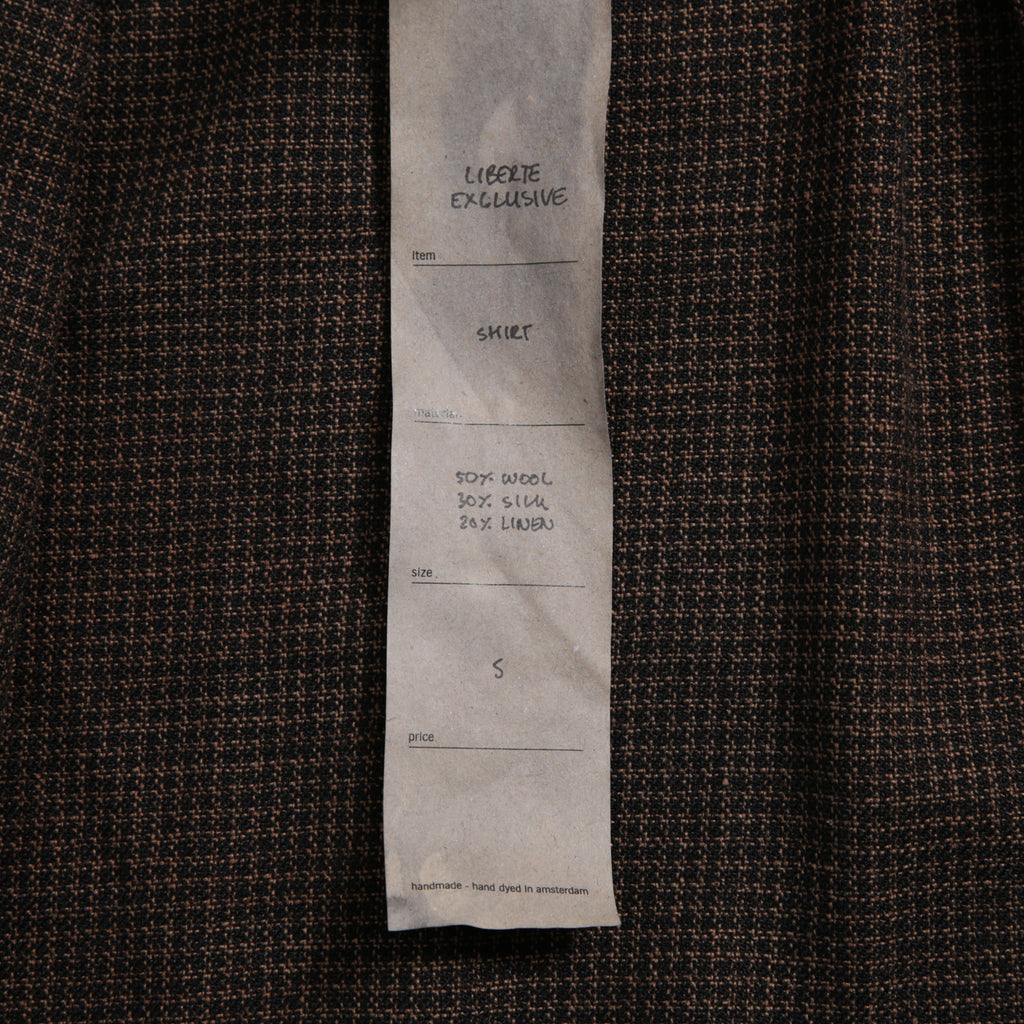 LIBERTE
EXCLUSIVE
Item
SHIRT
material
50% WOOL
30% SILK
20% LINEN
size
S
price
handmade - hand dyed in amsterdam